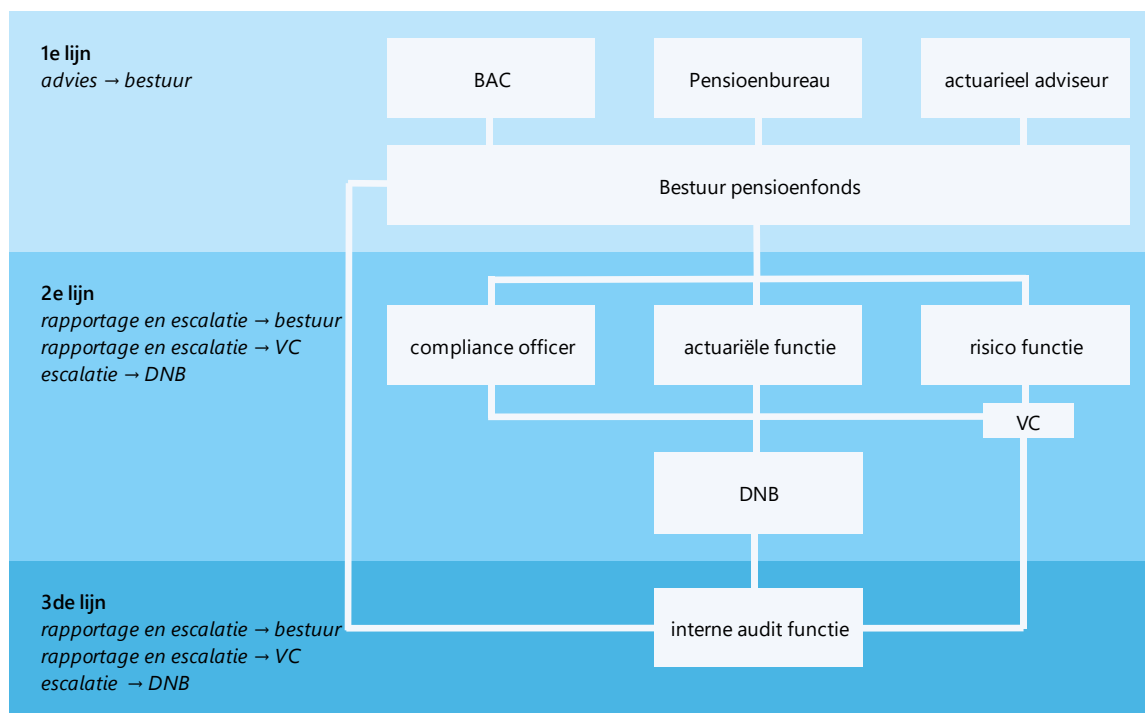 1e lijn
advies → bestuur
BAC
Pensioenbureau
actuarieel adviseur
Bestuur pensioenfonds
2e lijn
rapportage en escalatie → bestuur
rapportage en escalatie → VC
escalatie → DNB
compliance officer
actuariële functie
risico functie
VC
DNB
3de lijn
rapportage en escalatie → bestuur
rapportage en escalatie → VC
escalatie → DNB
interne audit functie